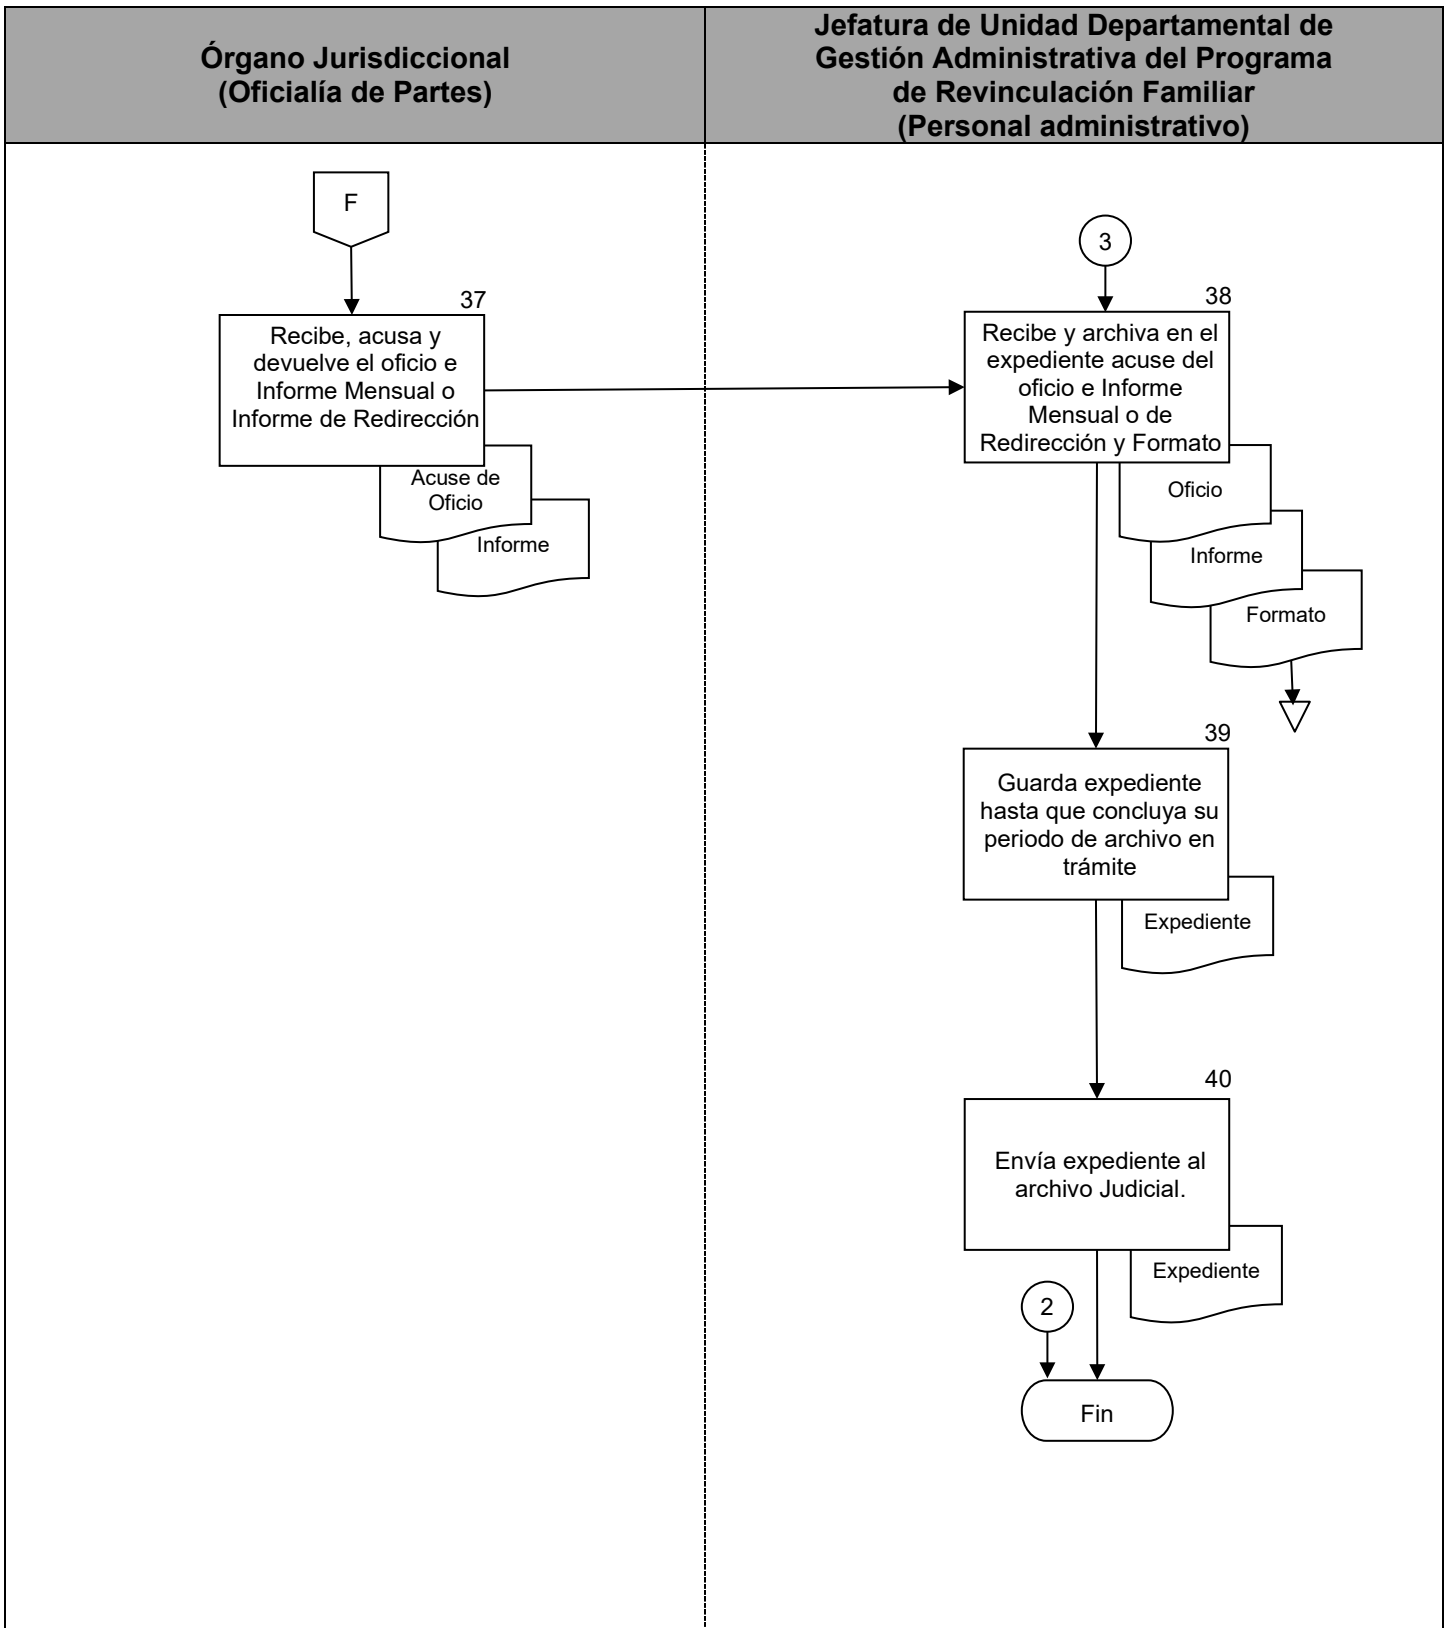 Órgano Jurisdiccional
(Oficialía de Partes)
Jefatura de Unidad Departamental de
Gestión Administrativa del Programa
de Revinculación Familiar
(Personal administrativo)
F
37
Recibe, acusa y
devuelve el oficio e
Informe Mensual o
Informe de Redirección
Acuse de
Oficio
Informe
3
38
Recibe y archiva en el
expediente acuse del
oficio e Informe
Mensual o de
Redirección y Formato
Oficio
Informe
Formato
39
Guarda expediente
hasta que concluya su
periodo de archivo en
trámite
Expediente
40
Envía expediente al
archivo Judicial.
Expediente
2
Fin